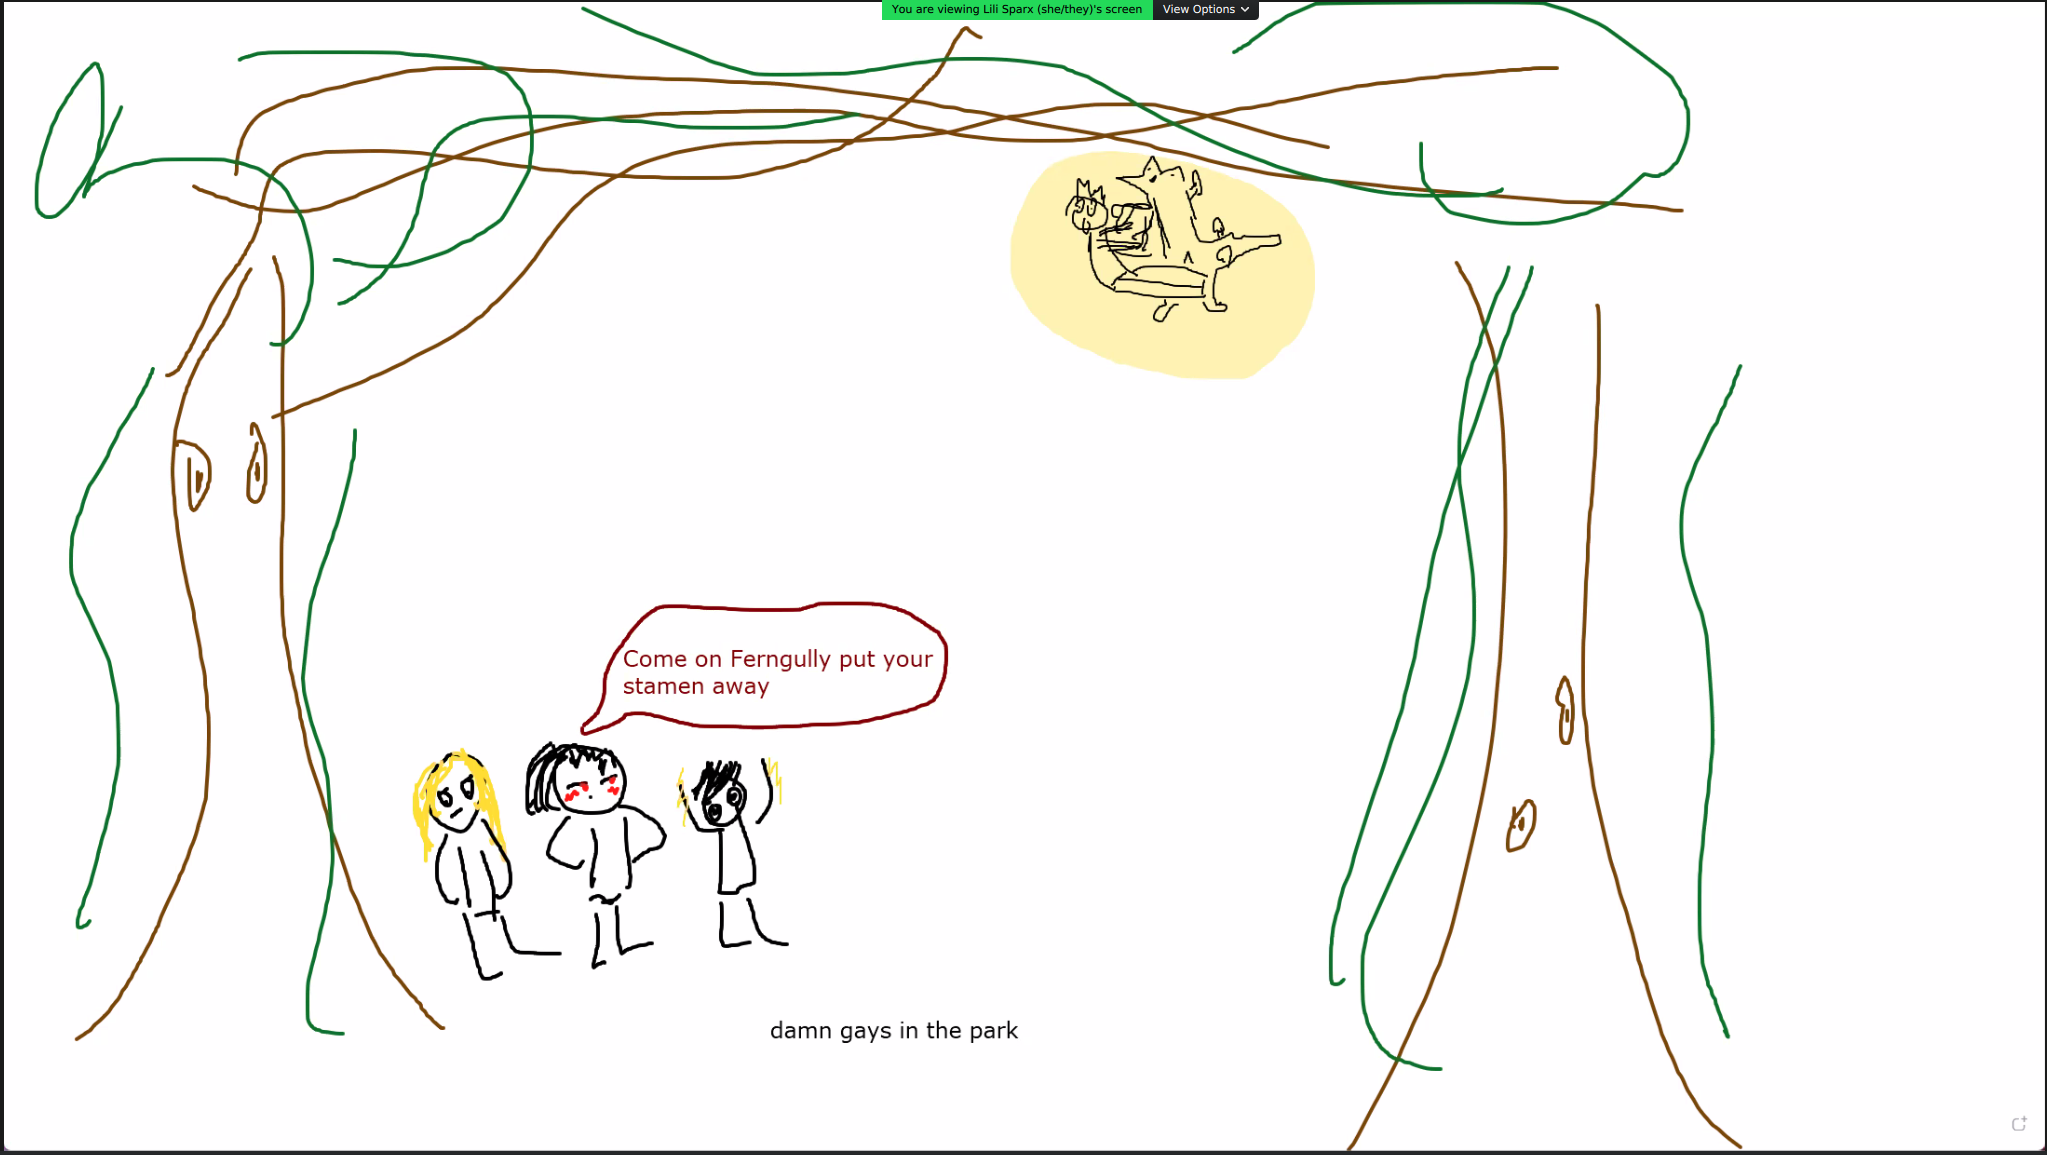 You are viewing Lili Sparx (she/they)'s screen
View Options
Come on Ferngully put your
stamen away
damn gays in the park